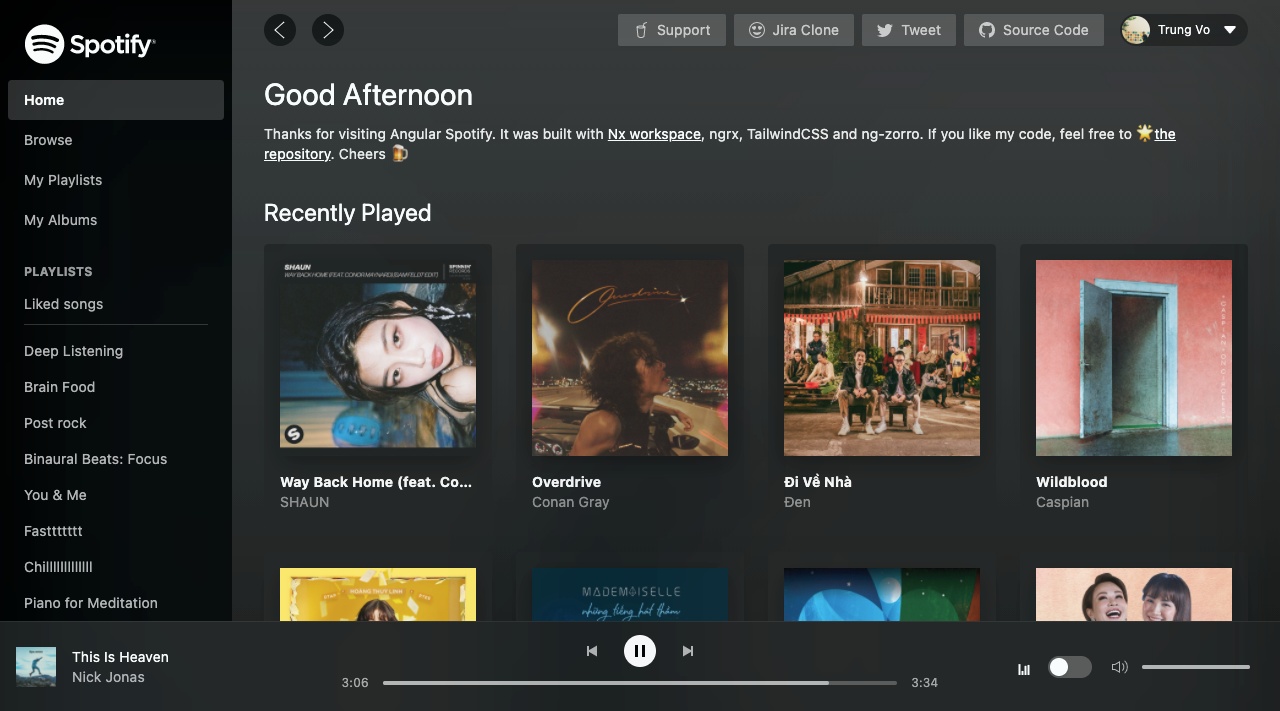 Spotify
Support
Jira Clone
Tweet
Source Code
Trung Vo
Home
Browse
My Playlists
My Albums
PLAYLISTS
Liked songs
Deep Listening
Brain Food
Post rock
Binaural Beats: Focus
You & Me
Fasttttttt
Chilllllllllllll
Piano for Meditation
Good Afternoon
Thanks for visiting Angular Spotify. It was built with Nx workspace, ngrx, TailwindCSS and ng-zorro. If you like my code, feel free to 🌟the
repository. Cheers 🍺
Recently Played
SHAUN
WAY BACK HOME (FEAT. CONOR MAYNARD) [SAM FELDT EDIT]
SPINNIN'
RECORDS
Overdrive
CASPIAN
Way Back Home (feat. Co...
SHAUN
Overdrive
Conan Gray
Đi Về Nhà
Đen
Wildblood
Caspian
HOÀNG THUỲ LINH
MADEMOISELLE
những tiếng hát thầm
This Is Heaven
Nick Jonas
3:06
3:34